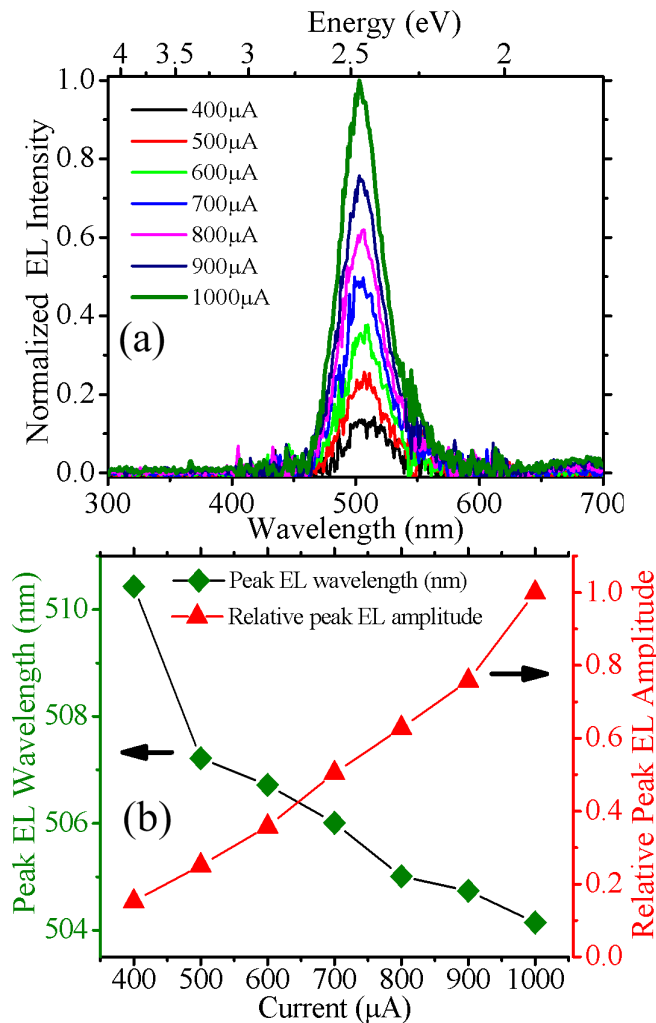 Energy (eV)
4 3.5 3 2.5 2
1.0
0.8
0.6
0.4
0.2
0.0
Normalized EL Intensity
400μA
500μA
600μA
700μA
800μA
900μA
1000μA
(a)
300 400 500 600 700
Wavelength (nm)
Peak EL wavelength (nm)
Relative peak EL amplitude
510
508
506
504
Peak EL Wavelength (nm)
(b)
1.0
0.8
0.6
0.4
0.2
0.0
Relative Peak EL Amplitude
400 500 600 700 800 900 1000
Current (μA)